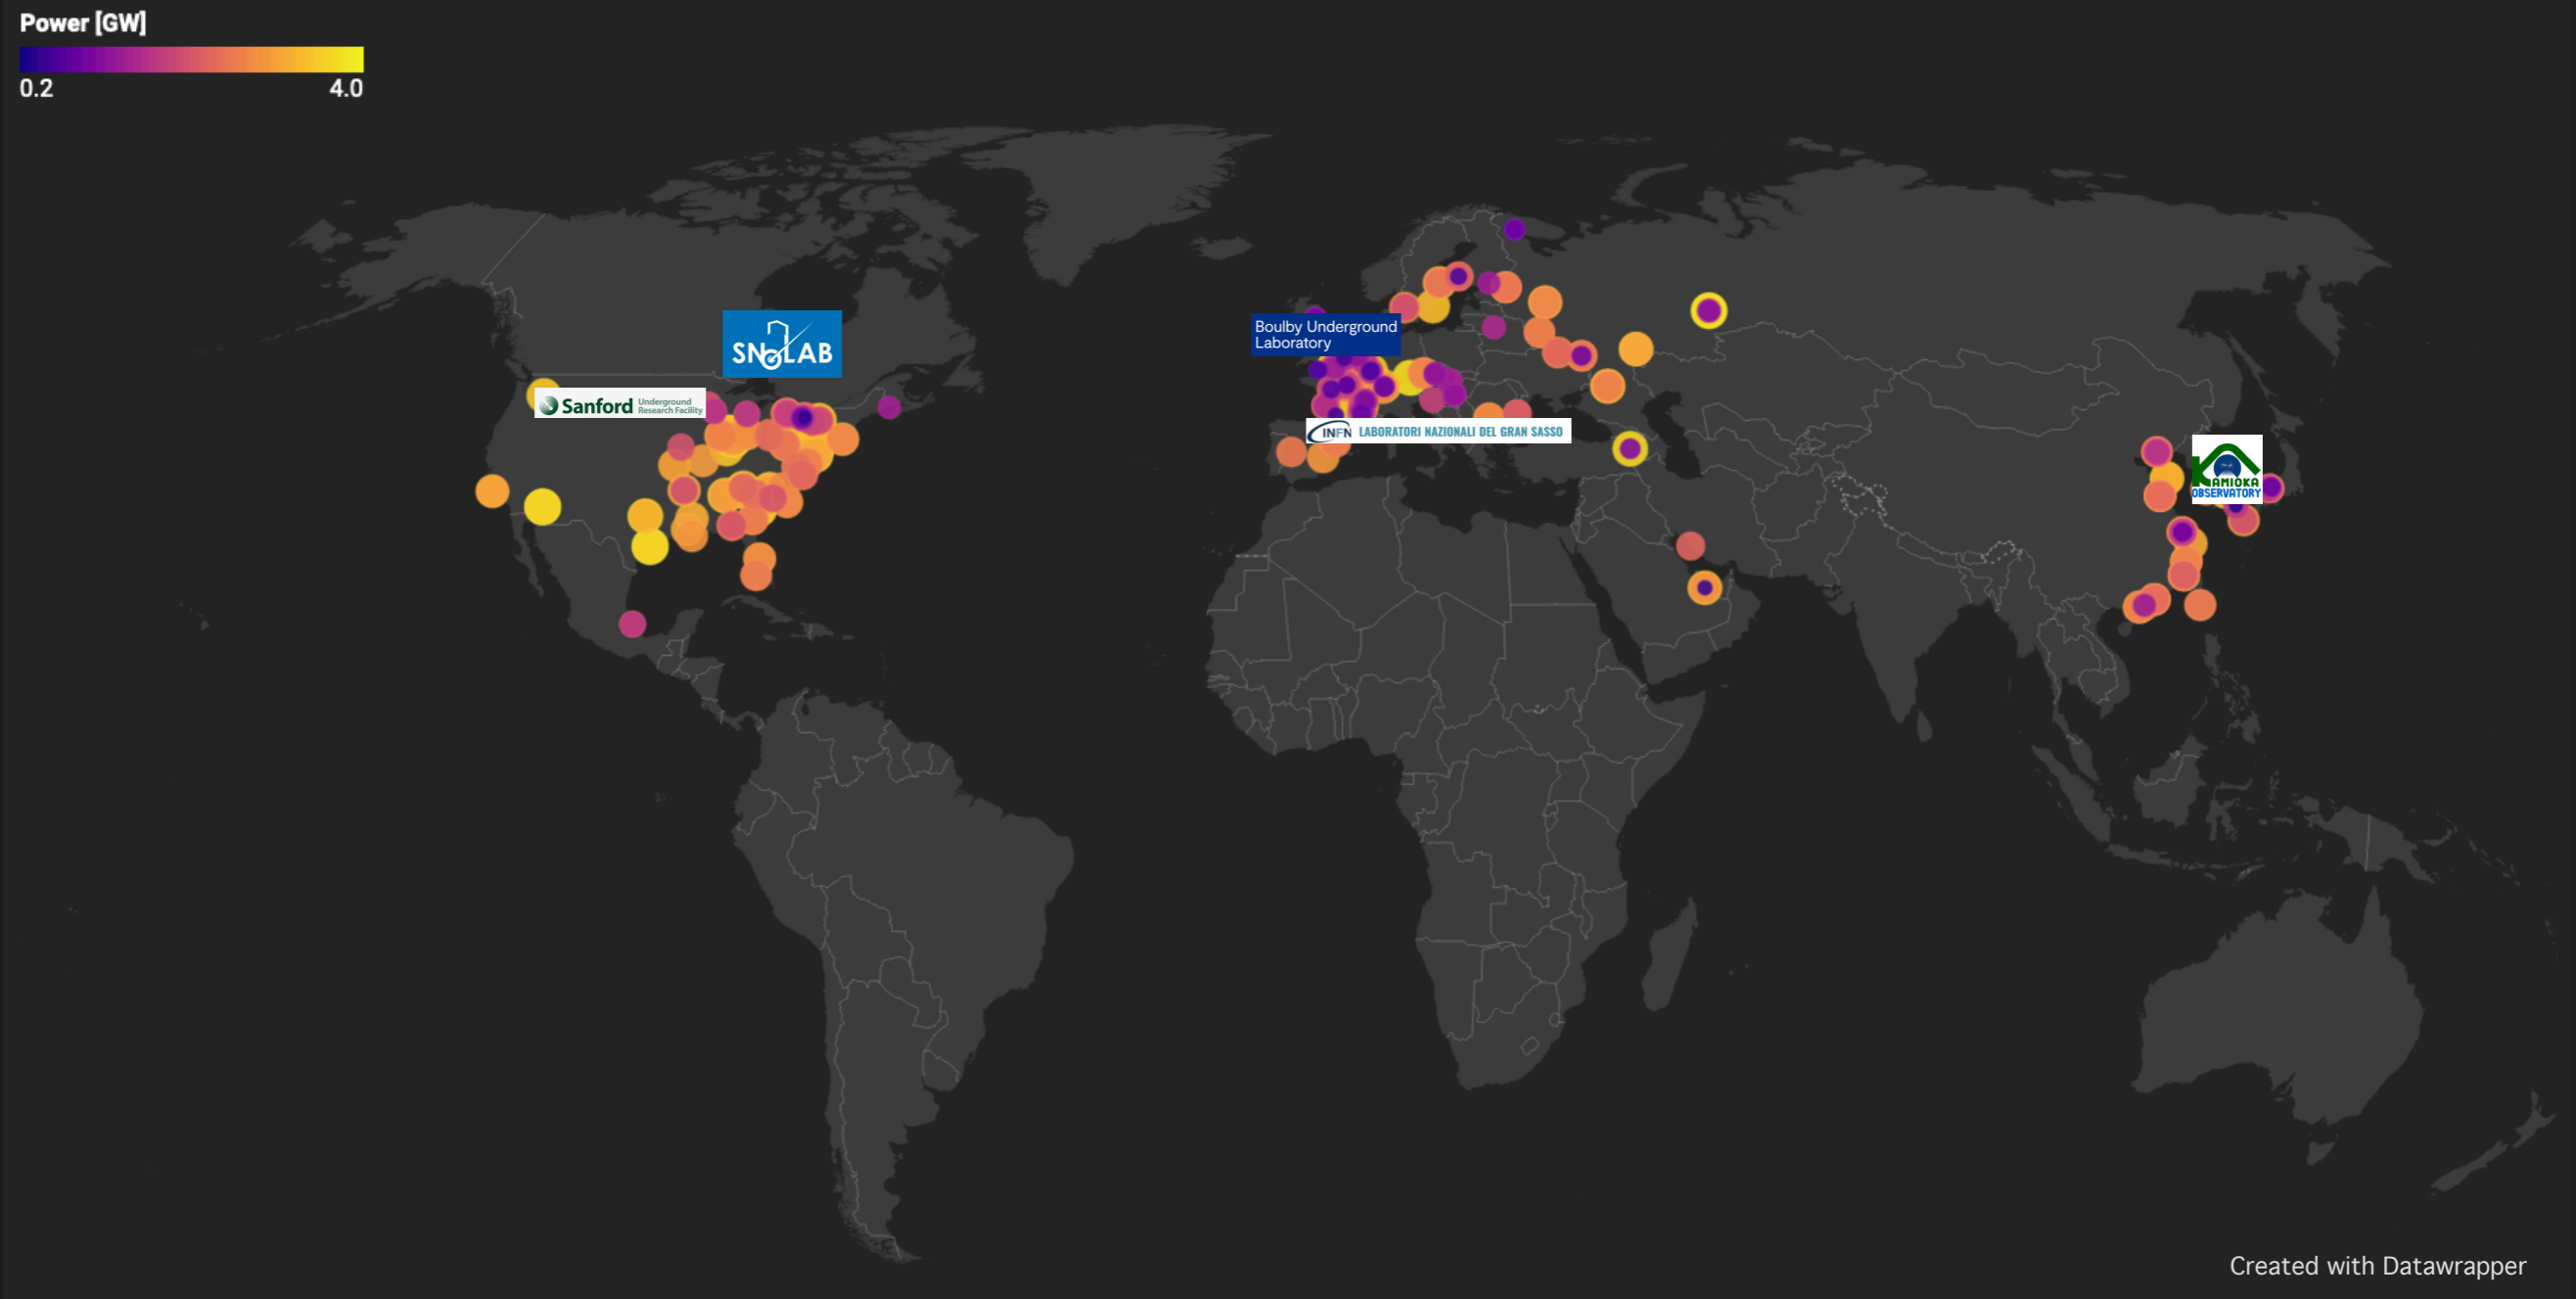 Power [GW]
0.2 4.0
SNOLAB
Sanford Underground
Research Facility
Boulby Underground
Laboratory
INFN LABORATORI NAZIONALI DEL GRAN SASSO
KAMIOKA
OBSERVATORY
Created with Datawrapper